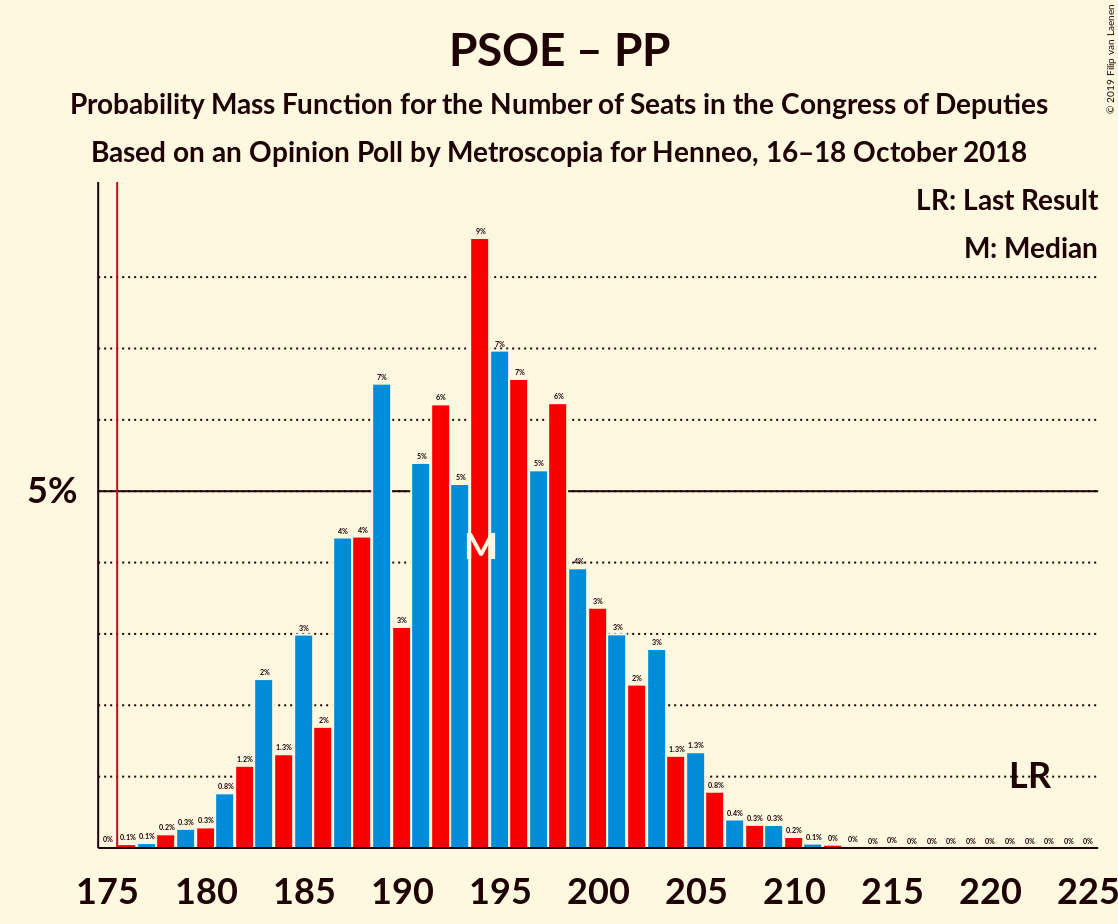 PSOE – PP
Probability Mass Function for the Number of Seats in the Congress of Deputies
Based on an Opinion Poll by Metroscopia for Henneo, 16–18 October 2018
© 2019 Filip van Laenen
LR: Last Result
M: Median
5%
0% 0.1% 0.1% 0.2% 0.3% 0.3% 0.8% 1.2% 2% 1.3% 3% 2% 4% 4% 7% 3% 5% 6% 5% 9% 7% 7% 5% 6% 4% 3% 3% 2% 3% 1.3% 1.3% 0.8% 0.4% 0.3% 0.3% 0.2% 0.1% 0% 0% 0% 0% 0% 0% 0% 0% 0% 0% 0% 0% 0% 0%
M
LR
175 180 185 190 195 200 205 210 215 220 225